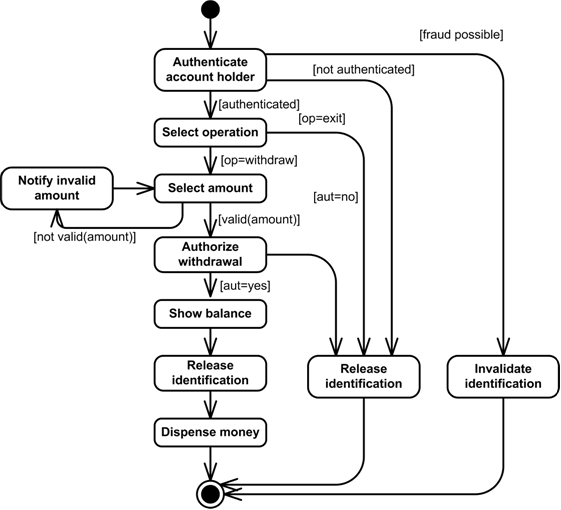 [fraud possible]
Authenticate
account holder
[not authenticated]
[authenticated]
[op=exit]
Select operation
[op=withdraw]
Notify invalid
amount
Select amount
[aut=no]
[valid(amount)]
[not valid(amount)]
Authorize
withdrawal
[aut=yes]
Show balance
Release
identification
Release
identification
Invalidate
identification
Dispense money